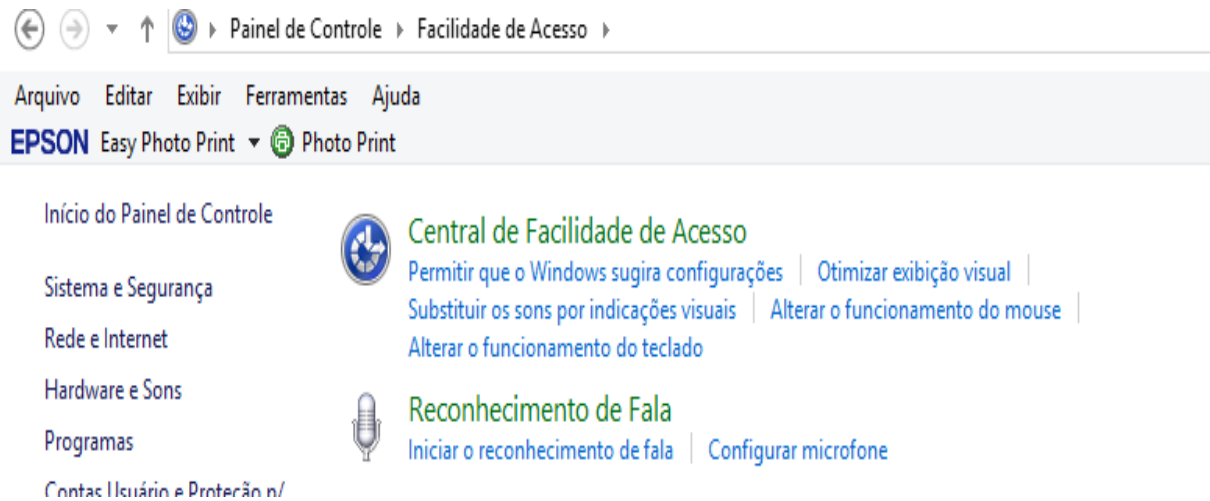 Painel de Controle Facilidade de Acesso
Arquivo Editar Exibir Ferramentas Ajuda
EPSON Easy Photo Print Photo Print
Início do Painel de Controle
Sistema e Segurança
Rede e Internet
Hardware e Sons
Programas
Contas Usuário e Proteção p/
Central de Facilidade de Acesso
Permitir que o Windows sugira configurações Otimizar exibição visual
Substituir os sons por indicações visuais Alterar o funcionamento do mouse
Alterar o funcionamento do teclado
Reconhecimento de Fala
Iniciar o reconhecimento de fala Configurar microfone